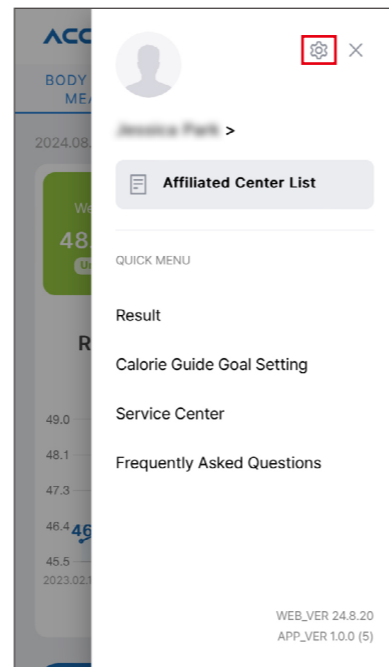 ACC
BODY
ME
2024.08.
We
48.
Un
R
49.0
48.1
47.3
46.4
46
45.5
2023.02.1
>
Affiliated Center List
QUICK MENU
Result
Calorie Guide Goal Setting
Service Center
Frequently Asked Questions
WEB_VER 24.8.20
APP_VER 1.0.0 (5)